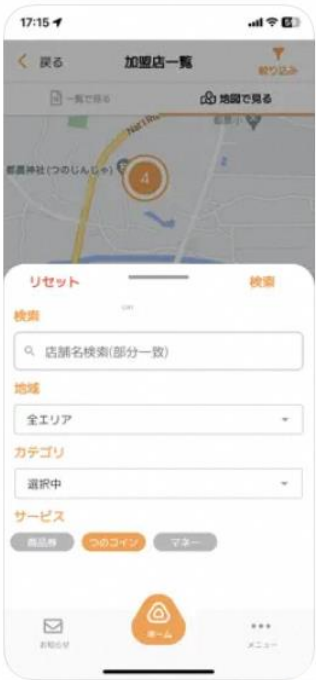 17:15
戻る
加盟店一覧
絞り込み
一覧で見る
地図で見る
都農神社(つのじんじゃ)
4
リセット
検索
検索
店舗名検索(部分一致)
地域
全エリア
カテゴリ
選択中
サービス
商品券
つのコイン
マネー
お知らせ
ホーム
メニュー